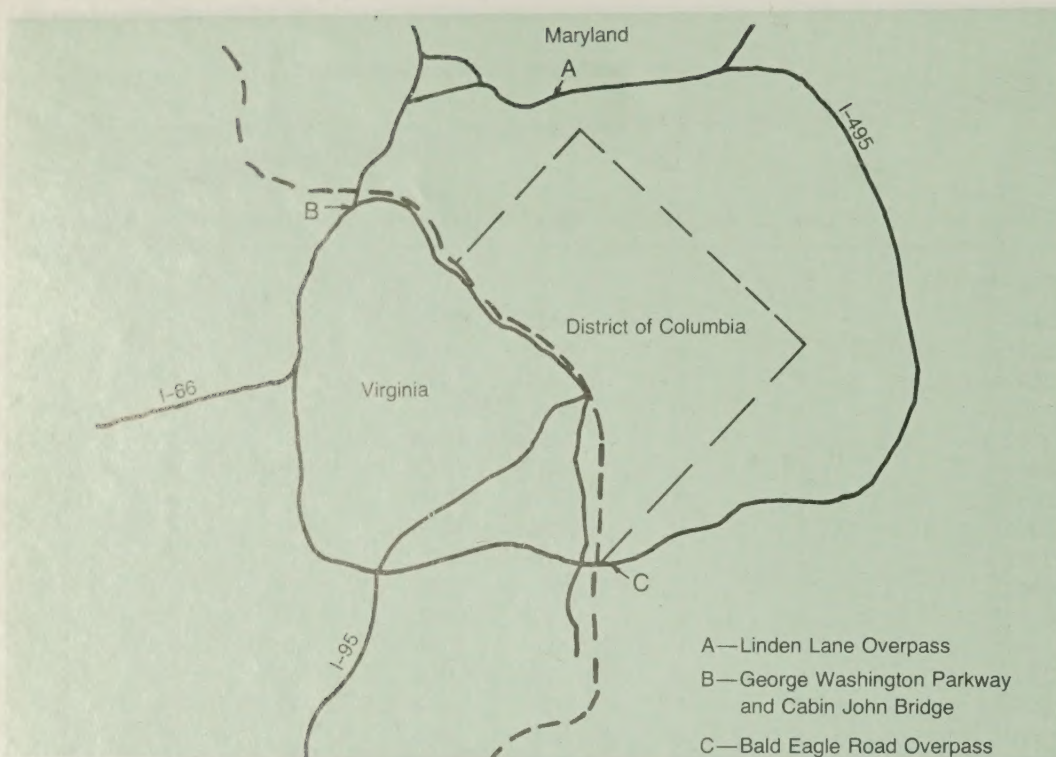 Maryland
A
I-495
B
District of Columbia
I-66
Virginia
C
I-95
A—Linden Lane Overpass
B—George Washington Parkway
and Cabin John Bridge
C—Bald Eagle Road Overpass